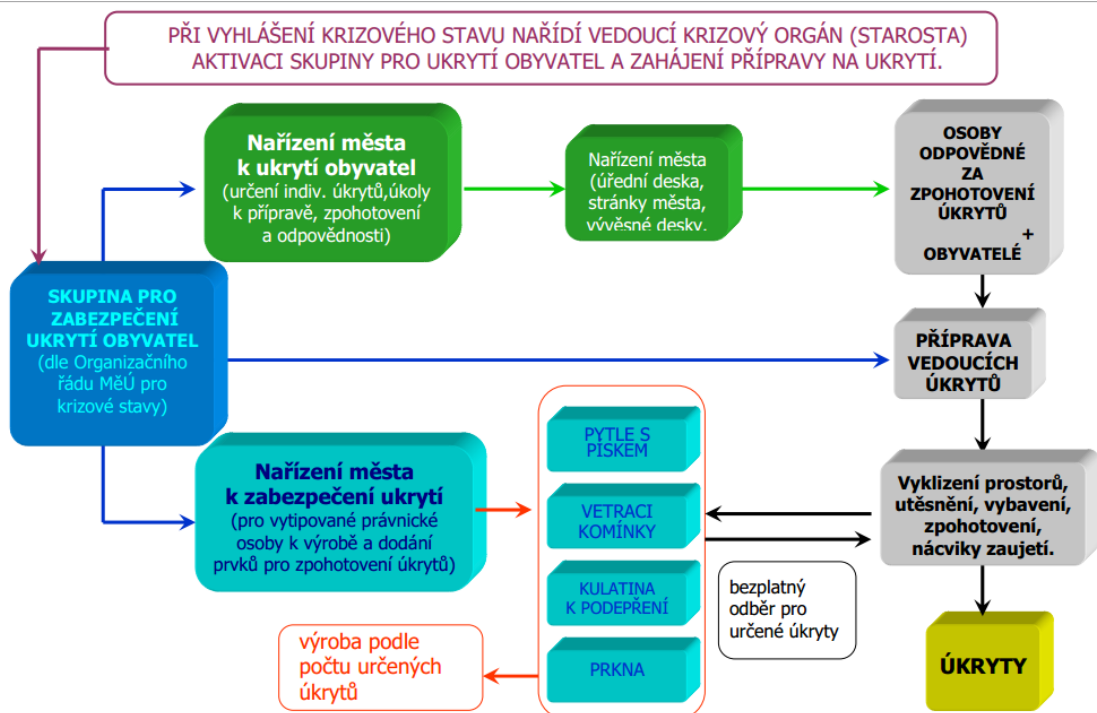 PŘI VYHLÁŠENÍ KRIZOVÉHO STAVU NAŘÍDÍ VEDOUCÍ KRIZOVÝ ORGÁN (STAROSTA)
AKTIVACI SKUPINY PRO UKRYTÍ OBYVATEL A ZAHÁJENÍ PŘÍPRAVY NA UKRYTÍ.
Nařízení města
k ukrytí obyvatel
(určení indiv. úkrytů,úkoly
k přípravě, zpohotovení
a odpovědnosti)
Nařízení města
(úřední deska,
stránky města,
vývěsné desky.
OSOBY
ODPOVĚDNÉ
ZA
ZPOHOTOVENÍ
ÚKRYTŮ
+
OBYVATELÉ
SKUPINA PRO
ZABEZPEČENÍ
UKRYTÍ OBYVATEL
(dle Organizačního
řádu MěÚ pro
krizové stavy)
PŘÍPRAVA
VEDOUCÍCH
ÚKRYTŮ
Nařízení města
k zabezpečení ukrytí
(pro vytipované právnické
osoby k výrobě a dodání
prvků pro zpohotovení úkrytů)
PYTLE S
PÍSKEM
VETRACI
KOMÍNKY
KULATINA
K PODEPŘENÍ
PRKNA
Vyklizení prostorů,
utěsnění, vybavení,
zpohotovení,
nácviky zaujetí.
bezplatný
odběr pro
určené úkryty
výroba podle
počtu určených
úkrytů
ÚKRYTY